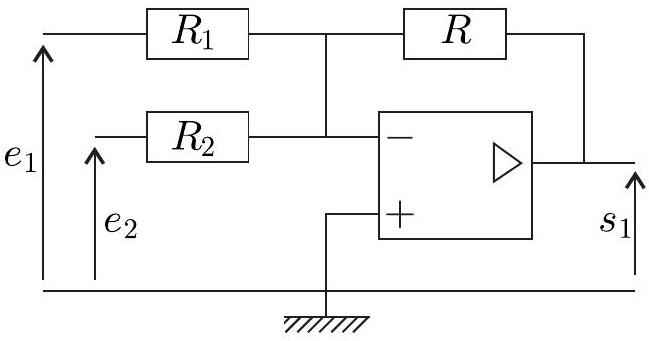 R₁ R
R₂ −
e₁
+
e₂ s₁